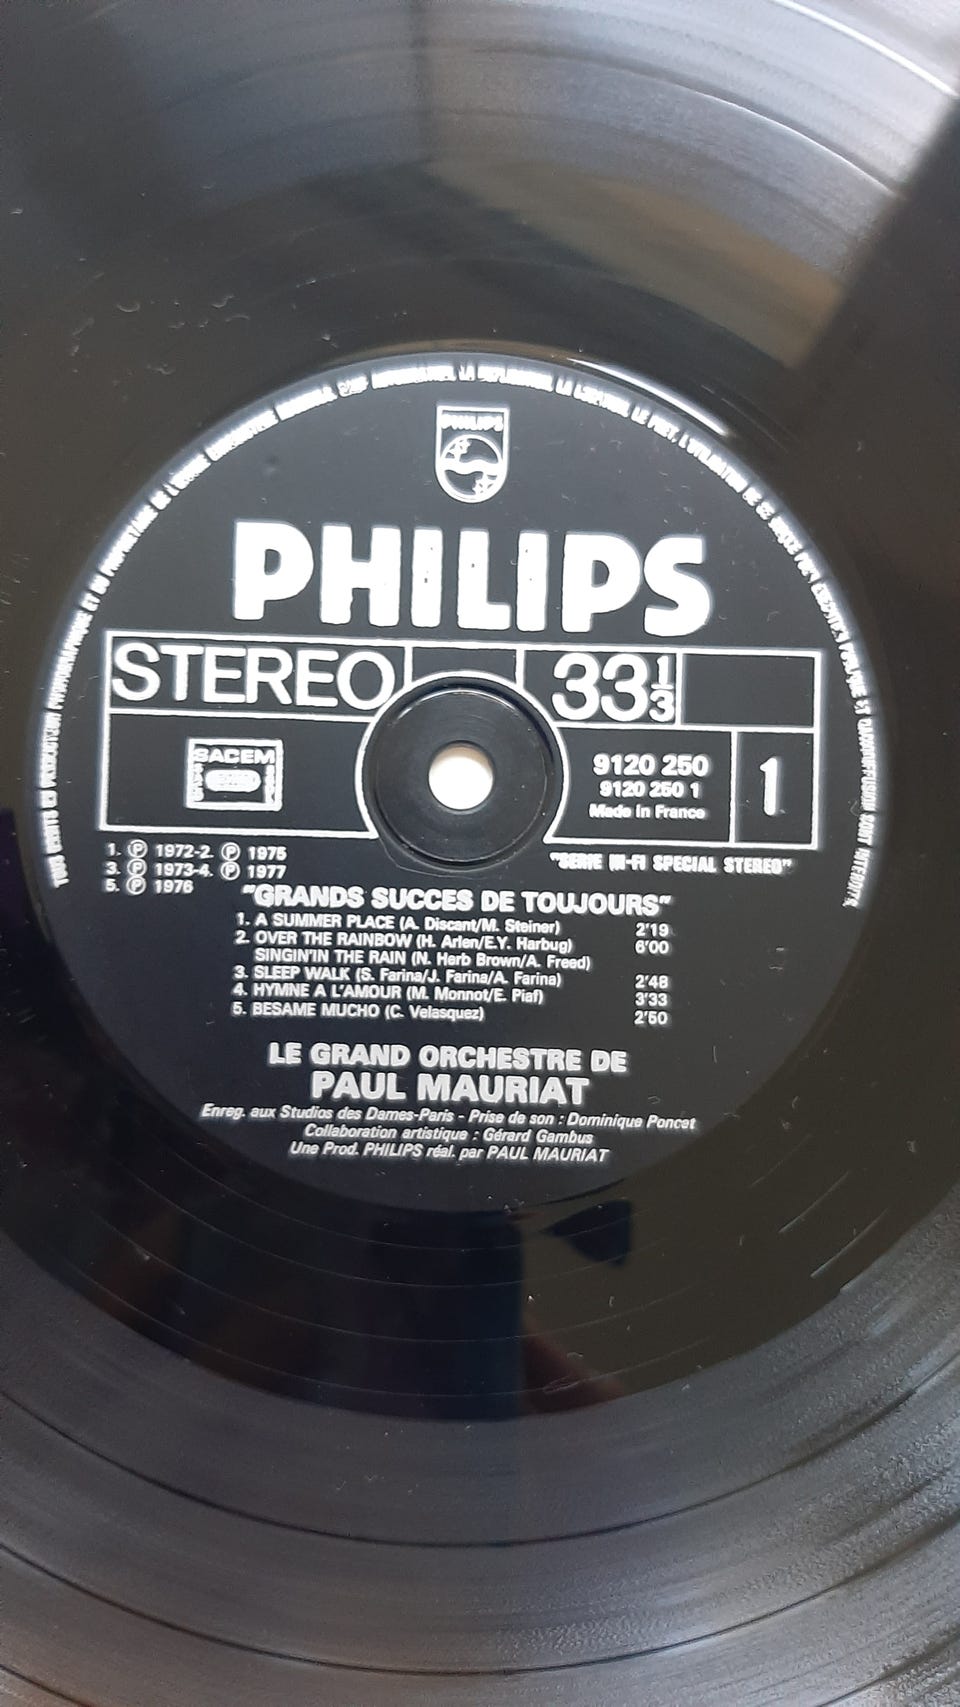 PHILIPS
PHILIPS
STEREO
33 1/3
SACEM
9120 250
9120 250 1
Made in France
1
1. Ⓟ 1972-2. Ⓟ 1975
3. Ⓟ 1973-4. Ⓟ 1977
5. Ⓟ 1976
"SERIE HI-FI SPECIAL STEREO"
"GRANDS SUCCES DE TOUJOURS"
1. A SUMMER PLACE (A. Discant/M. Steiner) 2'19
2. OVER THE RAINBOW (H. Arlen/E.Y. Harbug) 6'00
SINGIN'IN THE RAIN (N. Herb Brown/A. Freed)
3. SLEEP WALK (S. Farina/J. Farina/A. Farina) 2'48
4. HYMNE A L'AMOUR (M. Monnot/E. Piaf) 3'33
5. BESAME MUCHO (C. Velasquez) 2'50
LE GRAND ORCHESTRE DE
PAUL MAURIAT
Enreg. aux Studios des Dames-Paris - Prise de son : Dominique Poncet
Collaboration artistique : Gérard Gambus
Une Prod. PHILIPS réal. par PAUL MAURIAT